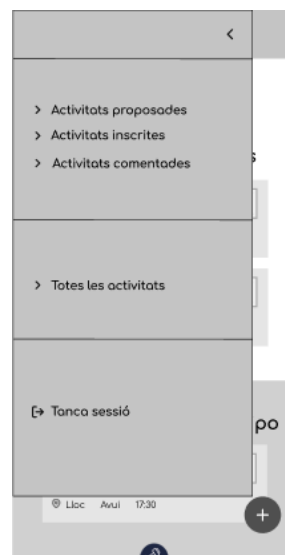 Activitats proposades
Activitats inscrites
Activitats comentades
s
Totes les activitats
Tanca sessió
po
Lloc Avui 17:30